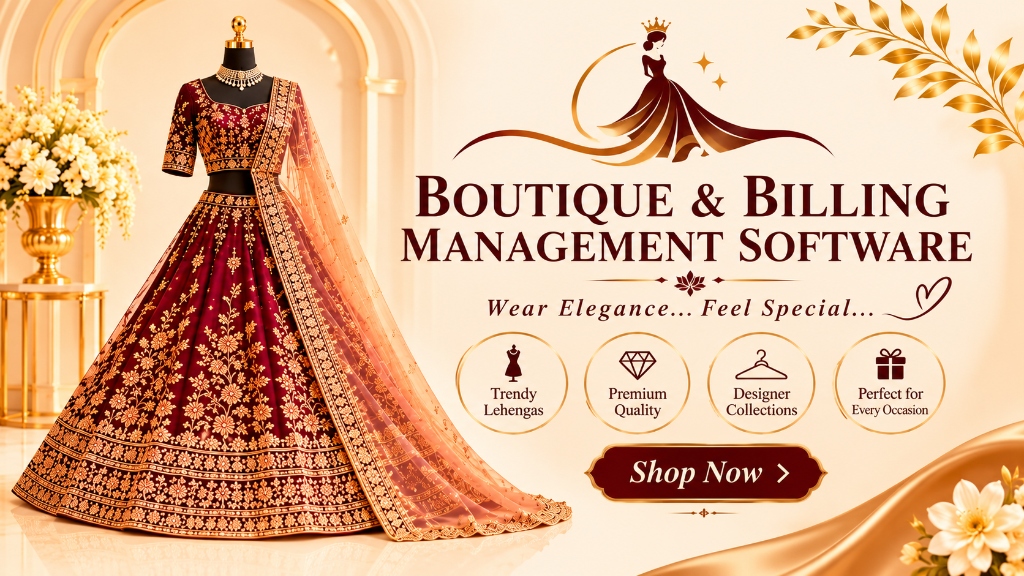 Boutique & Billing
Management Software
Wear Elegance... Feel Special...
Trendy
Lehengas
Premium
Quality
Designer
Collections
Perfect for
Every Occasion
Shop Now >